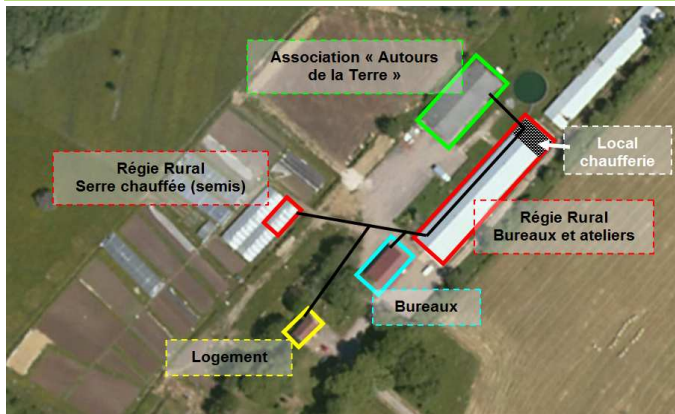 Association « Autours
de la Terre »
Local
chaufferie
Régie Rural
Serre chauffée (semis)
Régie Rural
Bureaux et ateliers
Bureaux
Logement